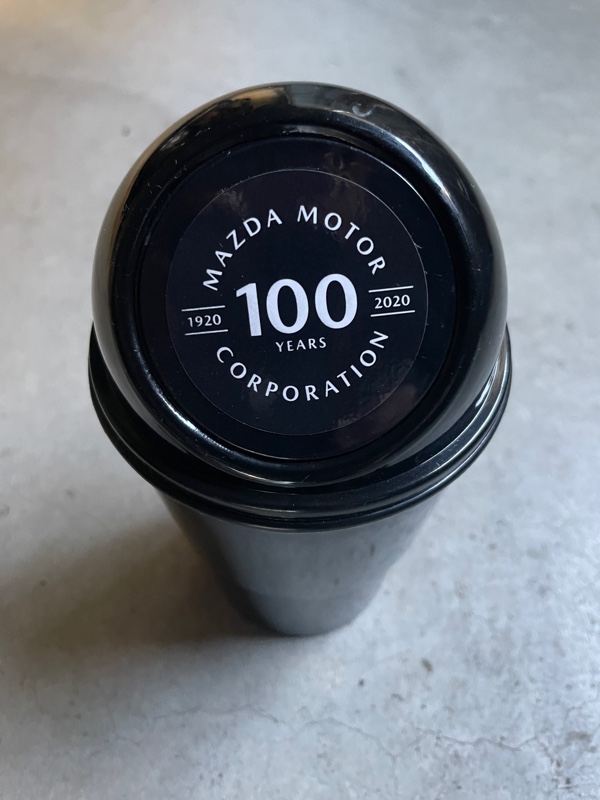 MAZDA MOTOR
1920
100
2020
YEARS
CORPORATION